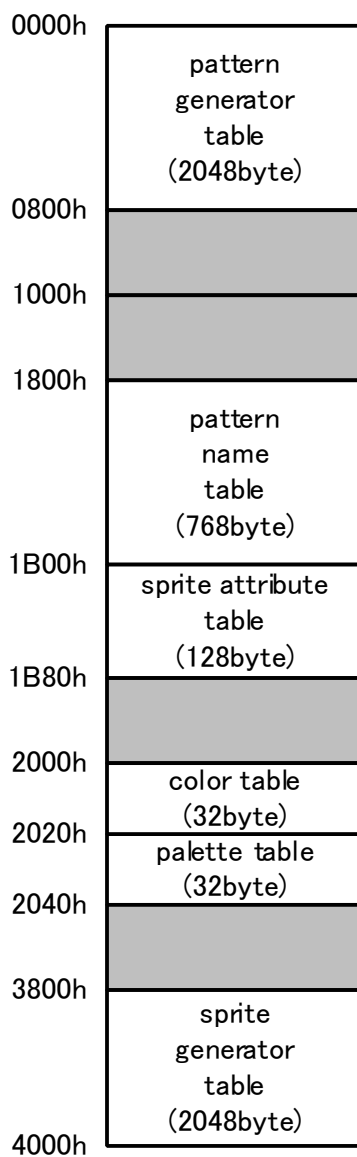 0000h
pattern
generator
table
(2048byte)
0800h
1000h
1800h
pattern
name
table
(768byte)
1B00h
sprite attribute
table
(128byte)
1B80h
2000h
color table
(32byte)
2020h
palette table
(32byte)
2040h
3800h
sprite
generator
table
(2048byte)
4000h